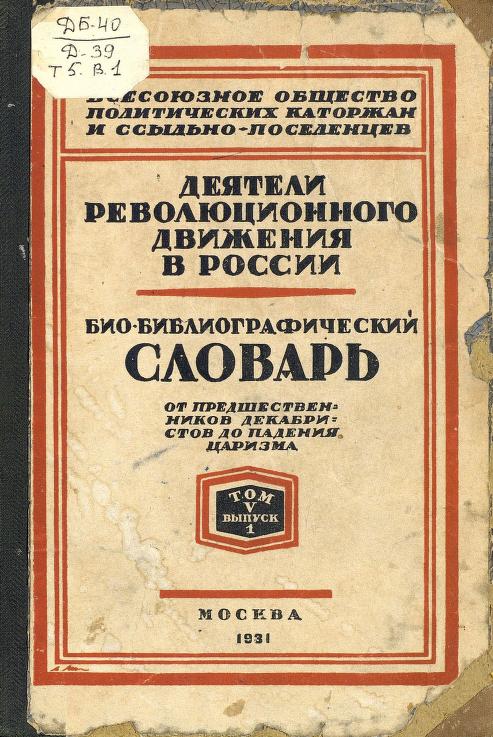 ДБ-40
Д-39
Т 5. В. 1
ВСЕСОЮЗНОЕ ОБЩЕСТВО
ПОЛИТИЧЕСКИХ КАТОРЖАН
И ССЫЛЬНО-ПОСЕЛЕНЦЕВ
ДЕЯТЕЛИ
РЕВОЛЮЦИОННОГО
ДВИЖЕНИЯ
В РОССИИ
БИО-БИБЛИОГРАФИЧЕСКИЙ
СЛОВАРЬ
ОТ ПРЕДШЕСТВЕН=
НИКОВ ДЕКАБРИ=
СТОВ ДО ПАДЕНИЯ
ЦАРИЗМА
ТОМ
V
ВЫПУСК
1
МОСКВА
1931